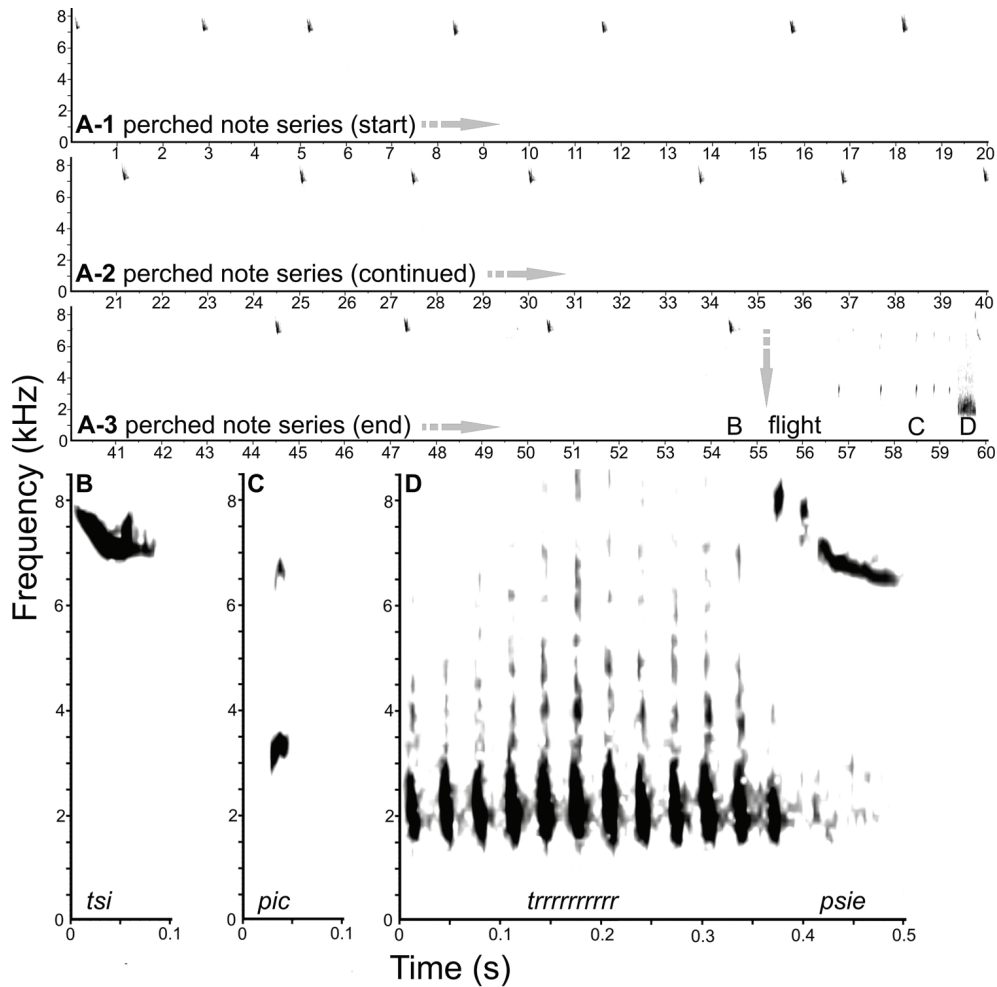 8
6
4
2
0
A-1 perched note series (start)
1 2 3 4 5 6 7 8 9 10 11 12 13 14 15 16 17 18 19 20
8
6
4
2
0
A-2 perched note series (continued)
21 22 23 24 25 26 27 28 29 30 31 32 33 34 35 36 37 38 39 40
8
6
4
2
0
A-3 perched note series (end) B flight C D
41 42 43 44 45 46 47 48 49 50 51 52 53 54 55 56 57 58 59 60
Frequency (kHz)
B
8
6
4
2
0
tsi
0 0.1
C
8
6
4
2
0
pic
0 0.1
D
8
6
4
2
0
trrrrrrrrrrr psie
0 0.1 0.2 0.3 0.4 0.5
Time (s)